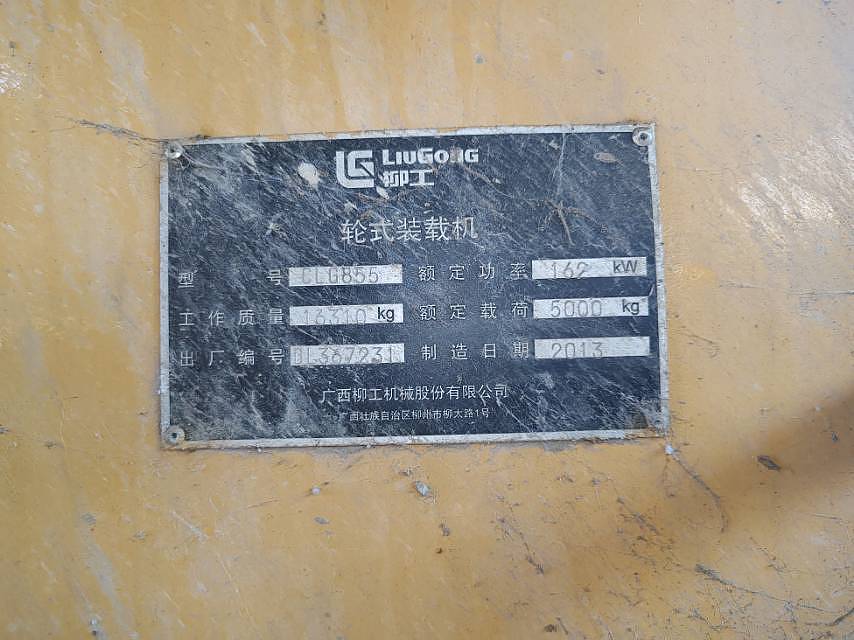 LG LIUGONG
柳工
轮式装载机
型号 CLG855 额定功率 162 kW
工作质量 16310 kg 额定载荷 5000 kg
出厂编号 DL367231 制造日期 2013
广西柳工机械股份有限公司
广西壮族自治区柳州市柳太路1号